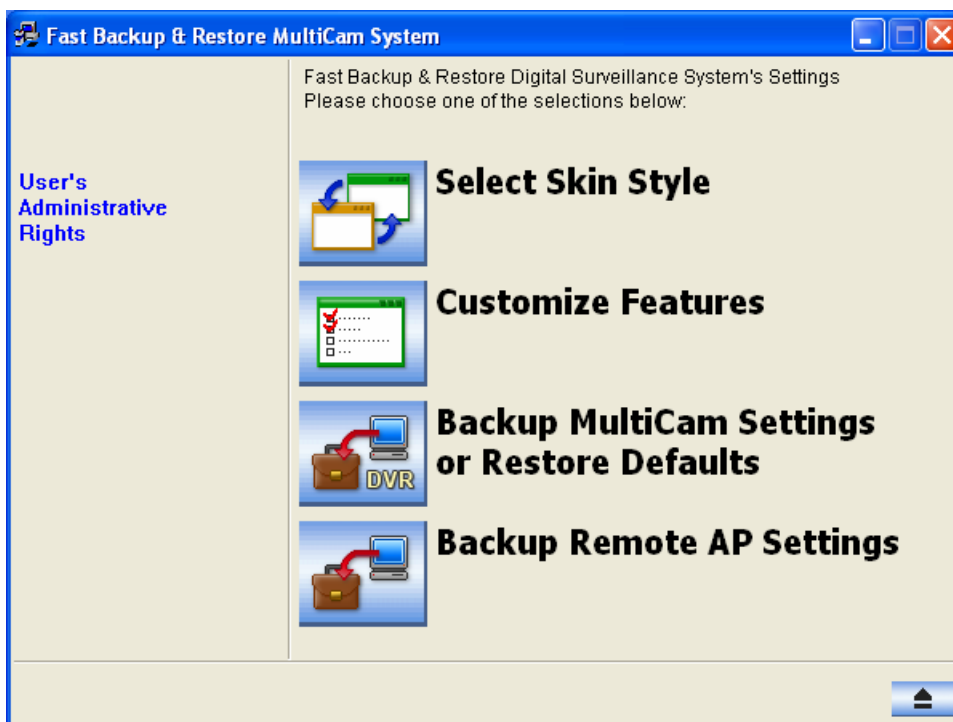 Fast Backup & Restore MultiCam System
Fast Backup & Restore Digital Surveillance System's Settings
Please choose one of the selections below:
User's
Administrative
Rights
Select Skin Style
Customize Features
Backup MultiCam Settings
or Restore Defaults
DVR
Backup Remote AP Settings